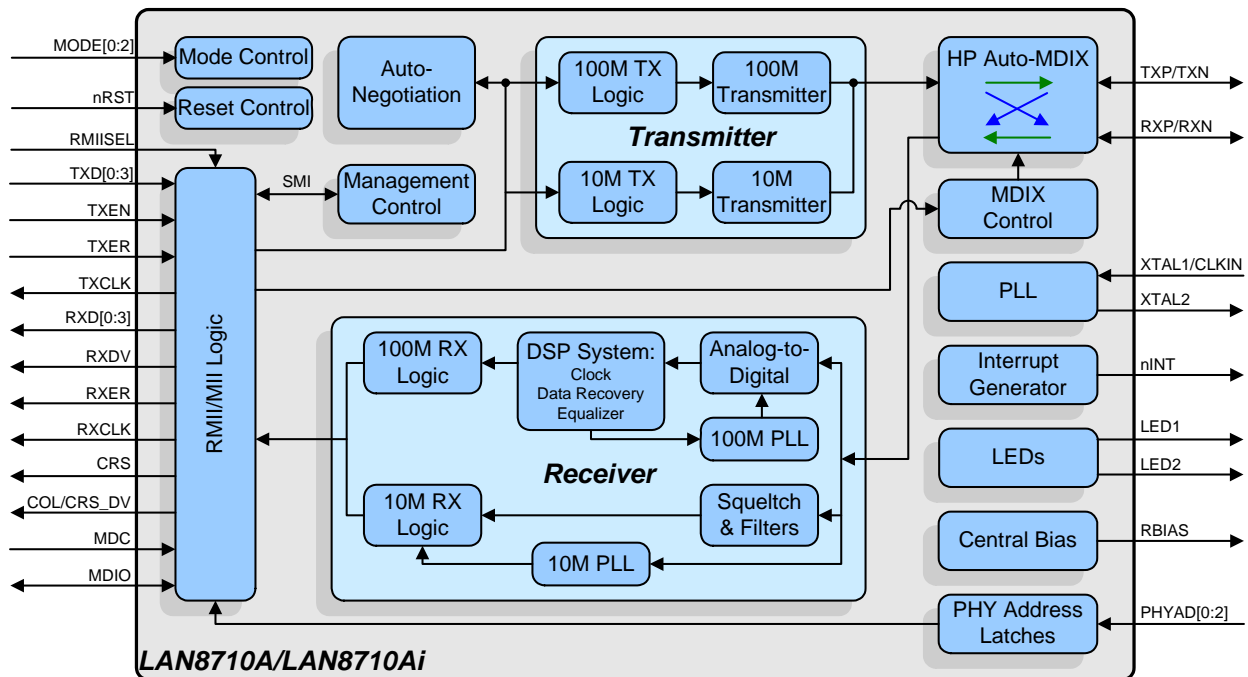 MODE[0:2]
nRST
RMIISEL
TXD[0:3]
TXEN
TXER
TXCLK
RXD[0:3]
RXDV
RXER
RXCLK
CRS
COL/CRS_DV
MDC
MDIO
Mode Control
Reset Control
RMII/MII Logic
SMI
Auto-
Negotiation
Management
Control
100M TX
Logic
100M
Transmitter
Transmitter
10M TX
Logic
10M
Transmitter
100M RX
Logic
DSP System:
Clock
Data Recovery
Equalizer
Analog-to-
Digital
100M PLL
Receiver
10M RX
Logic
Squeltch
& Filters
10M PLL
HP Auto-MDIX
MDIX
Control
PLL
Interrupt
Generator
LEDs
Central Bias
PHY Address
Latches
TXP/TXN
RXP/RXN
XTAL1/CLKIN
XTAL2
nINT
LED1
LED2
RBIAS
PHYAD[0:2]
LAN8710A/LAN8710Ai